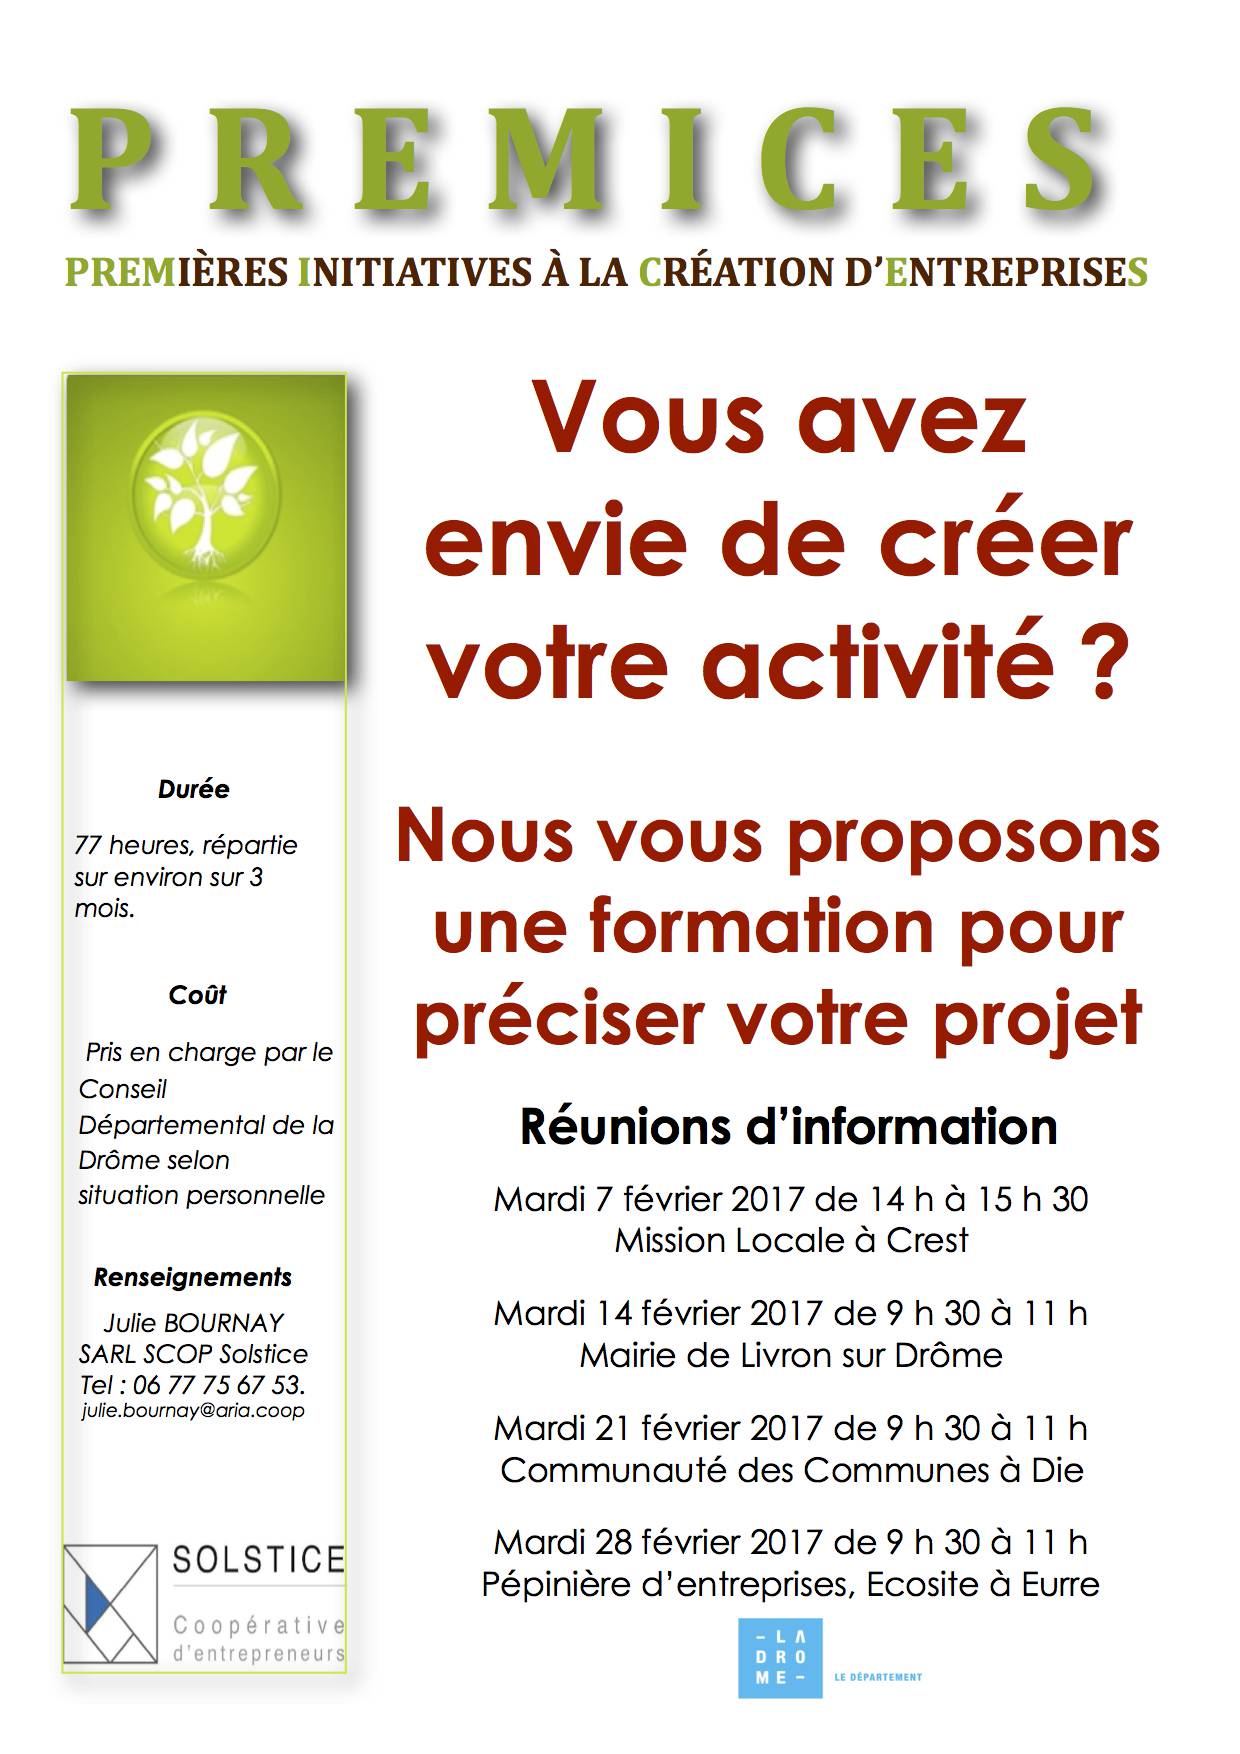 PREMICES
PREMIÈRES INITIATIVES À LA CRÉATION D’ENTREPRISES
Vous avez
envie de créer
votre activité ?
Nous vous proposons
une formation pour
préciser votre projet
Réunions d’information
Mardi 7 février 2017 de 14 h à 15 h 30
Mission Locale à Crest
Mardi 14 février 2017 de 9 h 30 à 11 h
Mairie de Livron sur Drôme
Mardi 21 février 2017 de 9 h 30 à 11 h
Communauté des Communes à Die
Mardi 28 février 2017 de 9 h 30 à 11 h
Pépinière d’entreprises, Ecosite à Eurre
Durée
77 heures, répartie
sur environ sur 3
mois.
Coût
Pris en charge par le
Conseil
Départemental de la
Drôme selon
situation personnelle
Renseignements
Julie BOURNAY
SARL SCOP Solstice
Tel : 06 77 75 67 53.
julie.bournay@aria.coop
SOLSTICE
Coopérative
d’entrepreneurs
– LA
DRO
ME –
LE DÉPARTEMENT